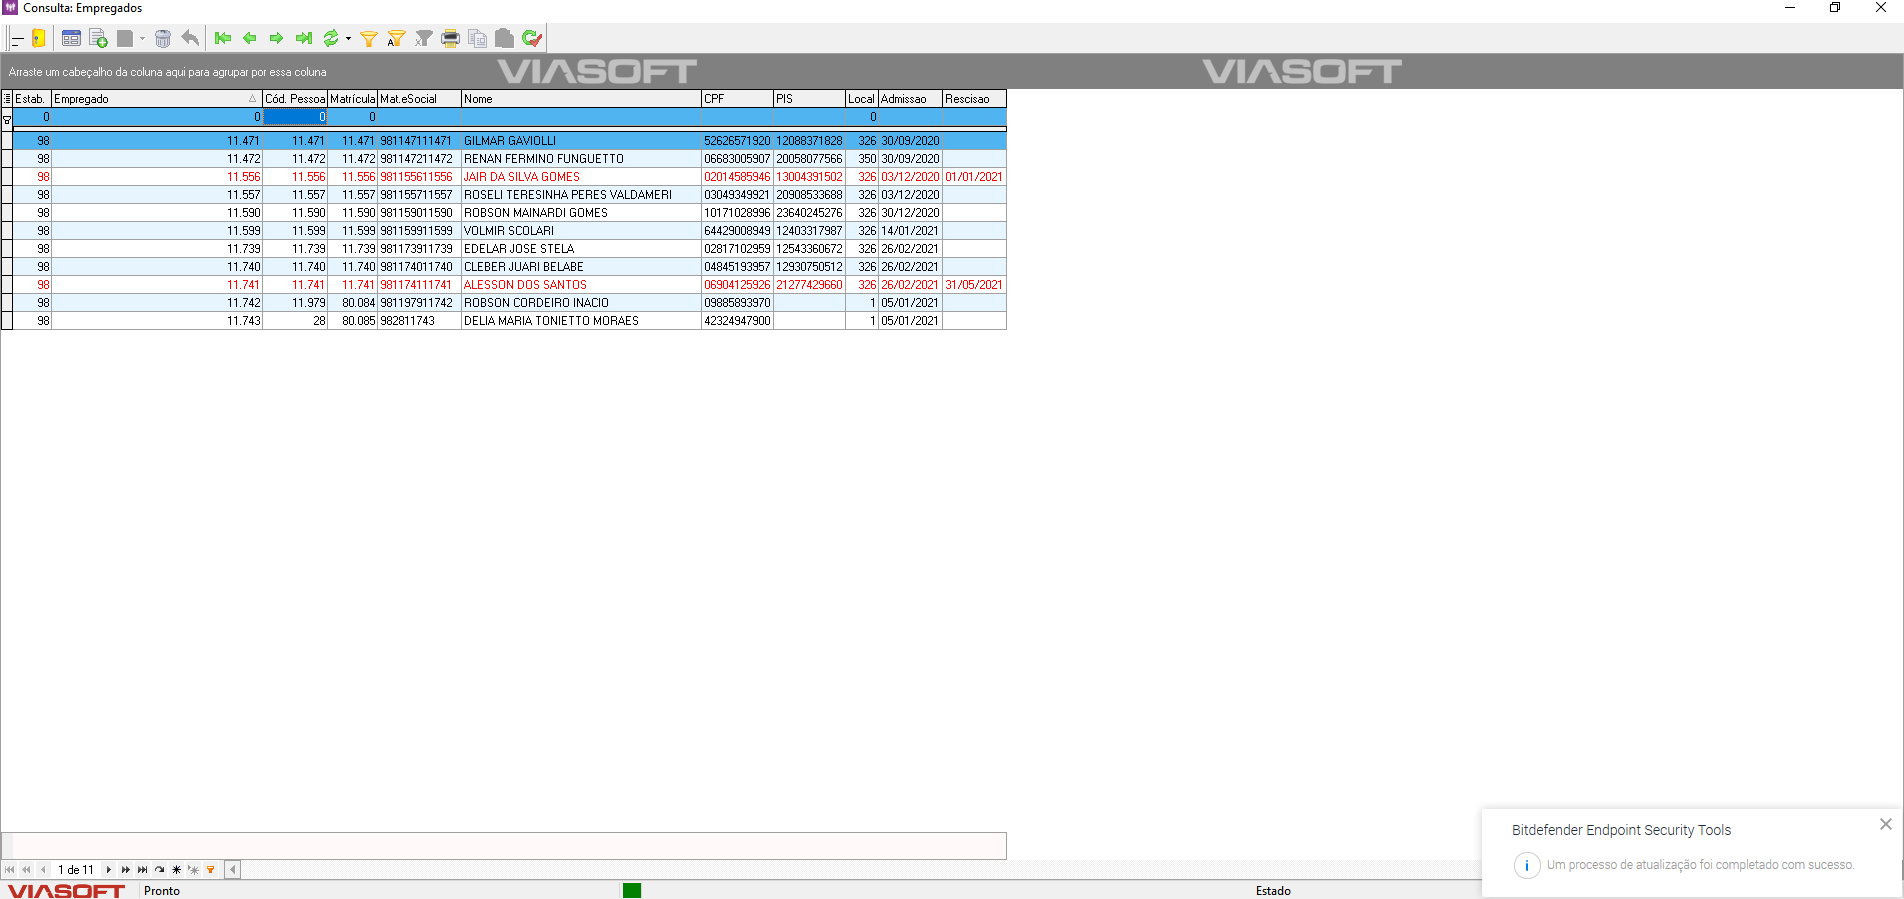 Consulta: Empregados
Arraste um cabeçalho da coluna aqui para agrupar por essa coluna VIASOFT VIASOFT
Estab. Empregado Cód. Pessoa Matrícula Mat.eSocial Nome CPF PIS Local Admissao Rescisao
0 0 0 0 0
98 11.471 11.471 11.471 981147111471 GILMAR GAVIOLLI 52626571920 12088371828 326 30/09/2020
98 11.472 11.472 11.472 981147211472 RENAN FERMINO FUNGUETTO 06683005907 20058077566 350 30/09/2020
98 11.556 11.556 11.556 981155611556 JAIR DA SILVA GOMES 02014585946 13004391502 326 03/12/2020 01/01/2021
98 11.557 11.557 11.557 981155711557 ROSELI TERESINHA PERES VALDAMERI 03049349921 20908533688 326 03/12/2020
98 11.590 11.590 11.590 981159011590 ROBSON MAINARDI GOMES 10171028996 23640245276 326 30/12/2020
98 11.599 11.599 11.599 981159911599 VOLMIR SCOLARI 64429008949 12403317987 326 14/01/2021
98 11.739 11.739 11.739 981173911739 EDELAR JOSE STELA 02817102959 12543360672 326 26/02/2021
98 11.740 11.740 11.740 981174011740 CLEBER JUARI BELABE 04845193957 12930750512 326 26/02/2021
98 11.741 11.741 11.741 981174111741 ALESSON DOS SANTOS 06904125926 21277429660 326 26/02/2021 31/05/2021
98 11.742 11.979 80.084 981197911742 ROBSON CORDEIRO INACIO 09885893970 1 05/01/2021
98 11.743 28 80.085 982811743 DELIA MARIA TONIETTO MORAES 42324947900 1 05/01/2021
Bitdefender Endpoint Security Tools
Um processo de atualização foi completado com sucesso.
1 de 11
VIASOFT Pronto Estado